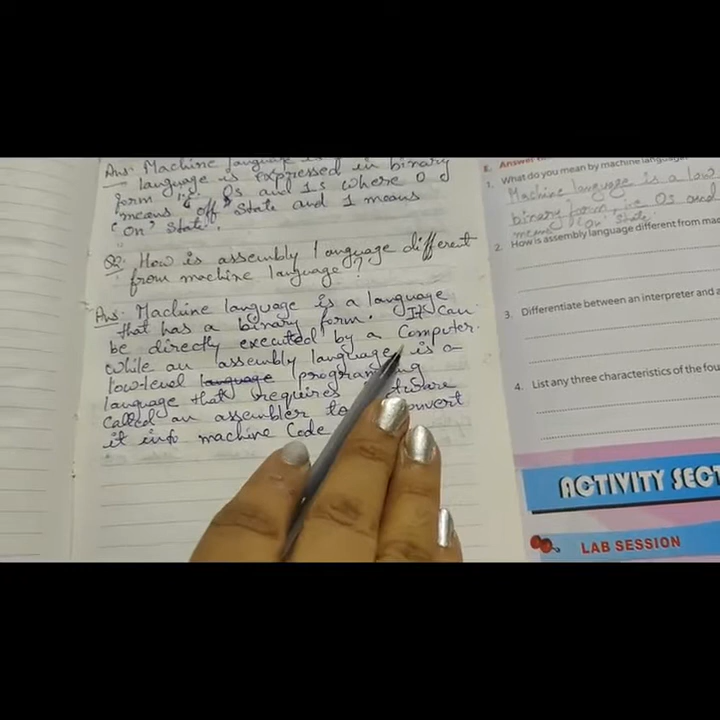 Ans: Machine language is
language is expressed in binary
form i.e. 0s and 1s where 0
means 'off' State and 1 means
'On' State.
Q2. How is assembly language different
from machine language?
Ans: Machine language is a language
that has a binary form. It can
be directly executed by a Computer.
while an assembly language is a
low-level language programming
language that requires
called an assembler to convert
it into machine Code
E. Answer
1. What do you mean by machine language
Machine language is a low
binary form, i.e 0s and
means 'On' State.
2. How is assembly language different from mac
3. Differentiate between an interpreter and a
4. List any three characteristics of the fou
ACTIVITY SECT
LAB SESSION